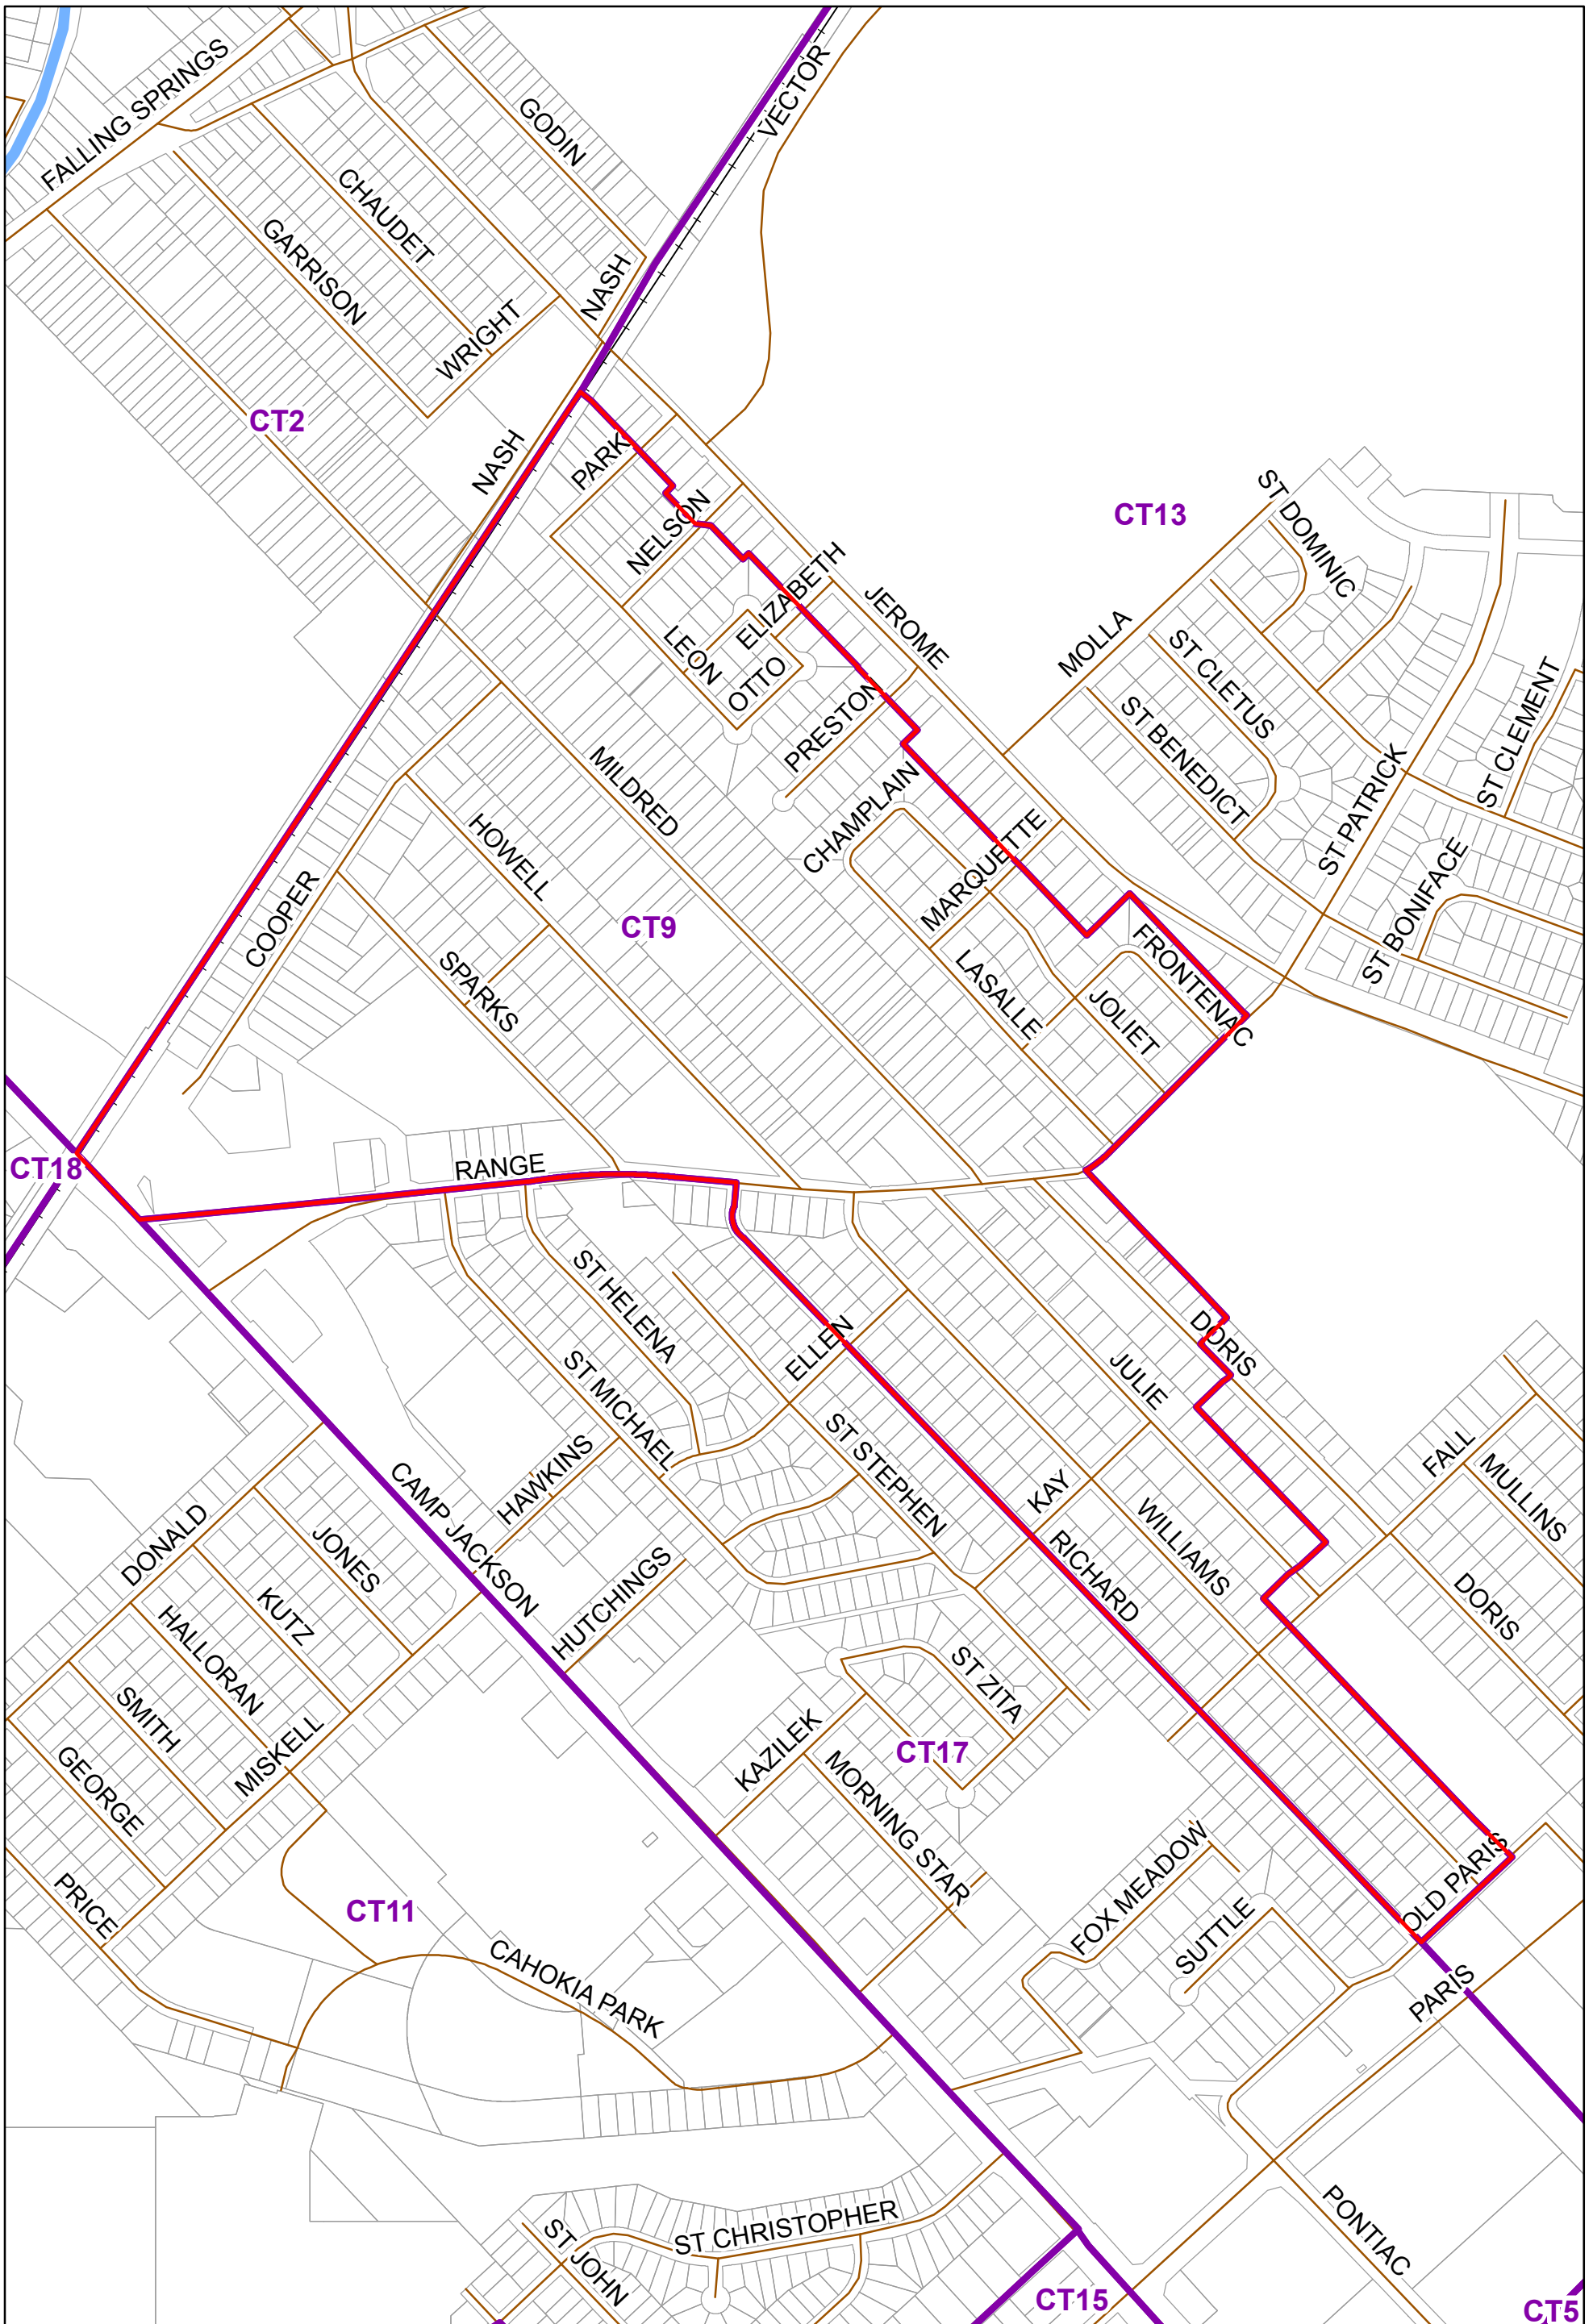 FALLING SPRINGS
GODIN
VECTOR
CHAUDET
GARRISON
NASH
WRIGHT
CT2
NASH
PARK
NELSON
CT13
ST DOMINIC
ELIZABETH
JEROME
LEON
OTTO
MOLLA
ST CLETUS
ST CLEMENT
PRESTON
ST BENEDICT
MILDRED
ST PATRICK
CHAMPLAIN
HOWELL
MARQUETTE
ST BONIFACE
COOPER
CT9
FRONTENAC
SPARKS
LASALLE
JOLIET
CT18
RANGE
ST HELENA
ELLEN
DORIS
ST MICHAEL
JULIE
ST STEPHEN
HAWKINS
FALL
MULLINS
CAMP JACKSON
KAY
DONALD
JONES
WILLIAMS
RICHARD
HUTCHINGS
DORIS
KUTZ
HALLORAN
ST ZITA
SMITH
MISKELL
KAZILEK
CT17
GEORGE
MORNING STAR
FOX MEADOW
OLD PARIS
PRICE
CT11
SUTTLE
CAHOKIA PARK
PARIS
ST CHRISTOPHER
PONTIAC
ST JOHN
CT15
CT5